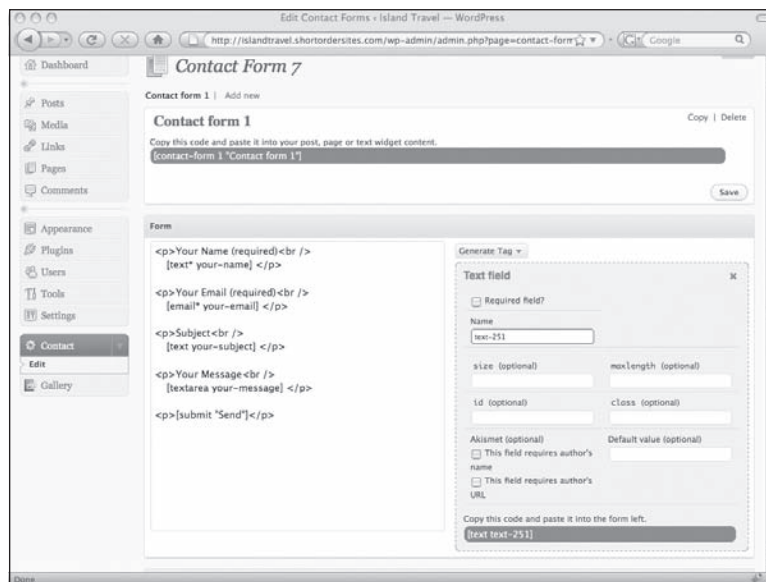 Edit Contact Forms ‹ Island Travel — WordPress
http://islandtravel.shortordersites.com/wp-admin/admin.php?page=contact-form
Google
Dashboard
Posts
Media
Links
Pages
Comments
Appearance
Plugins
Users
Tools
Settings
Contact
Edit
Gallery
Contact Form 7
Contact form 1 | Add new
Contact form 1
Copy | Delete
Copy this code and paste it into your post, page or text widget content.
[contact-form 1 "Contact form 1"]
Save
Form
<p>Your Name (required)<br />
[text* your-name] </p>
<p>Your Email (required)<br />
[email* your-email] </p>
<p>Subject<br />
[text your-subject] </p>
<p>Your Message<br />
[textarea your-message] </p>
<p>[submit "Send"]</p>
Generate Tag
Text field
Required field?
Name
text-251
size (optional)
maxlength (optional)
id (optional)
class (optional)
Akismet (optional)
This field requires author's
name
This field requires author's
URL
Default value (optional)
Copy this code and paste it into the form left.
[text text-251]
Done